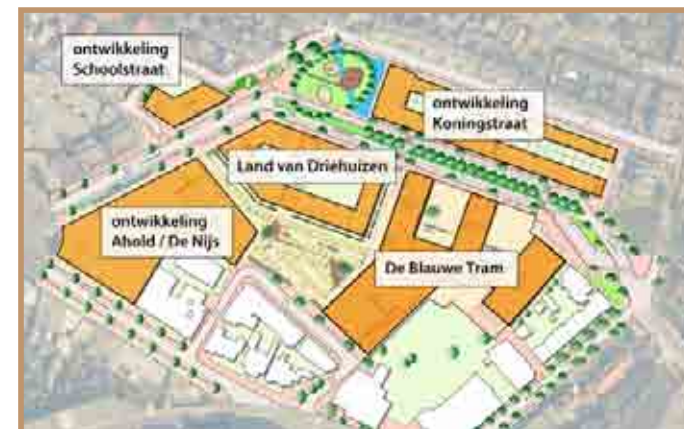 ontwikkeling
Schoolstraat
ontwikkeling
Koningstraat
Land van Driehuizen
ontwikkeling
Ahold / De Nijs
De Blauwe Tram